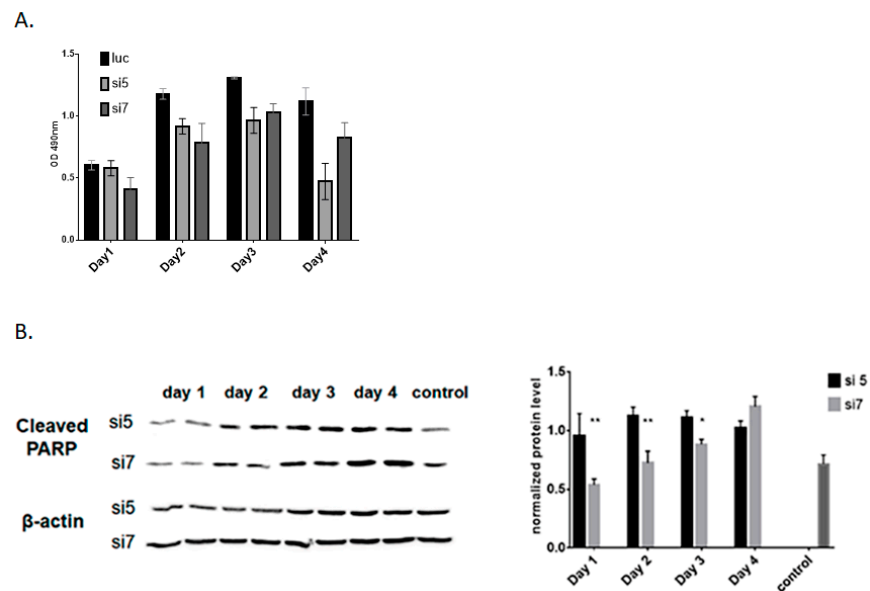 A.
1.5
1.0
0.5
0.0
OD 490nm
luc
si5
si7
Day1
Day2
Day3
Day4
B.
day 1 day 2 day 3 day 4 control
Cleaved PARP
si5
si7
β-actin
si5
si7
1.5
1.0
0.5
0.0
normalized protein level
**
**
*
si 5
si7
Day 1
Day 2
Day 3
Day 4
control